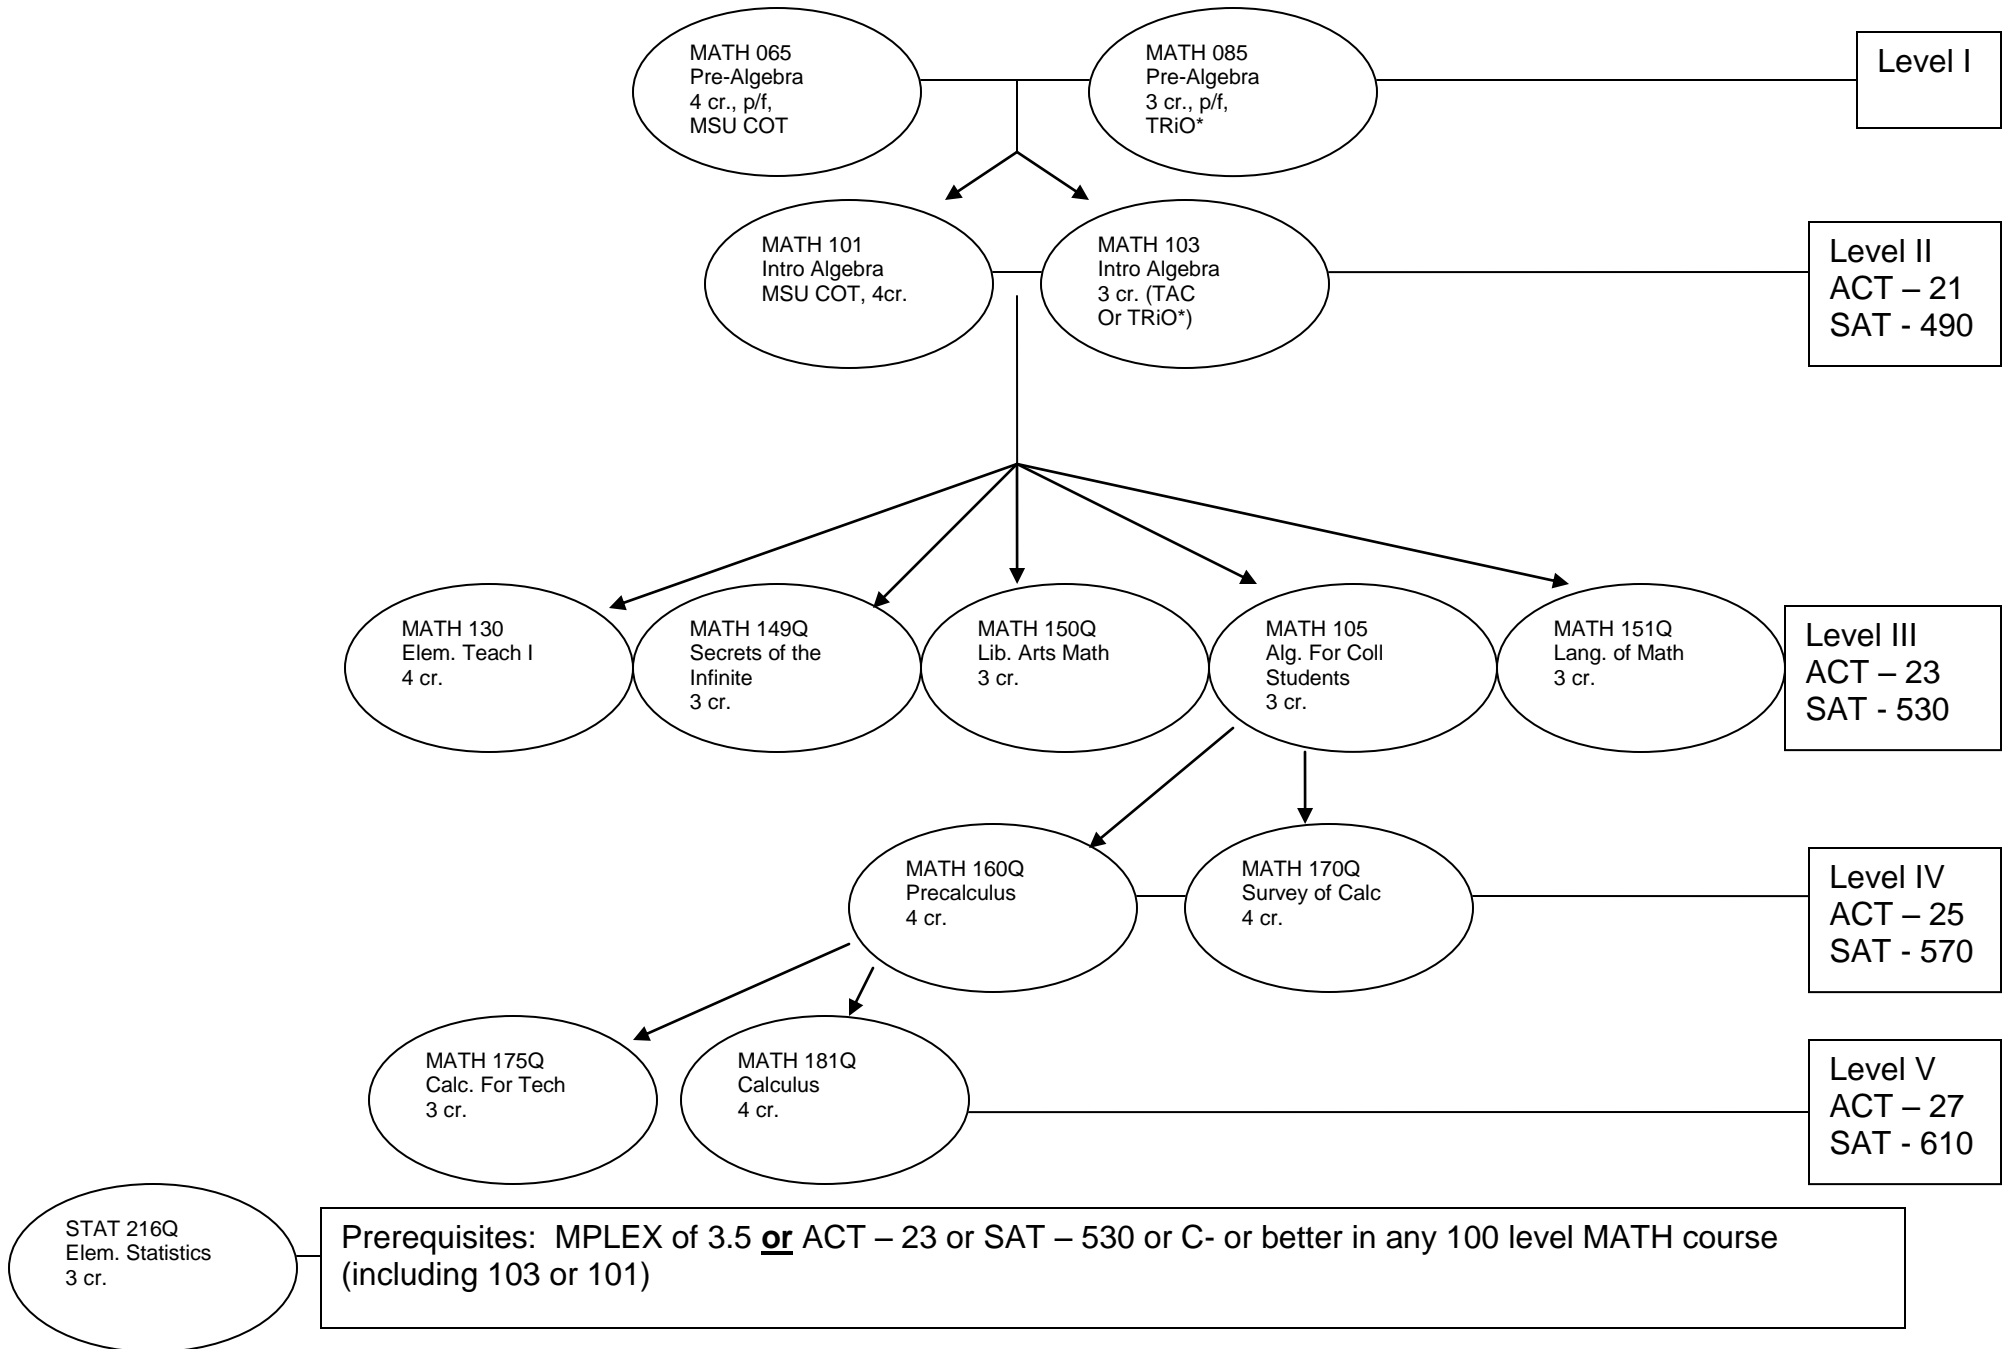 MATH 065
Pre-Algebra
4 cr., p/f,
MSU COT
MATH 085
Pre-Algebra
3 cr., p/f,
TRiO*
Level I
MATH 101
Intro Algebra
MSU COT, 4cr.
MATH 103
Intro Algebra
3 cr. (TAC
Or TRiO*)
Level II
ACT – 21
SAT - 490
MATH 130
Elem. Teach I
4 cr.
MATH 149Q
Secrets of the
Infinite
3 cr.
MATH 150Q
Lib. Arts Math
3 cr.
MATH 105
Alg. For Coll
Students
3 cr.
MATH 151Q
Lang. of Math
3 cr.
Level III
ACT – 23
SAT - 530
MATH 160Q
Precalculus
4 cr.
MATH 170Q
Survey of Calc
4 cr.
Level IV
ACT – 25
SAT - 570
MATH 175Q
Calc. For Tech
3 cr.
MATH 181Q
Calculus
4 cr.
Level V
ACT – 27
SAT - 610
STAT 216Q
Elem. Statistics
3 cr.
Prerequisites:  MPLEX of 3.5 or ACT – 23 or SAT – 530 or C- or better in any 100 level MATH course
(including 103 or 101)